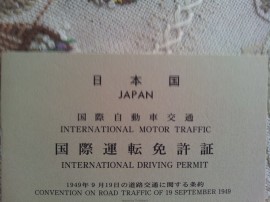 日本国
JAPAN
国際自動車交通
INTERNATIONAL MOTOR TRAFFIC
国際運転免許証
INTERNATIONAL DRIVING PERMIT
1949年9月19日の道路交通に関する条約
CONVENTION ON ROAD TRAFFIC OF 19 SEPTEMBER 1949